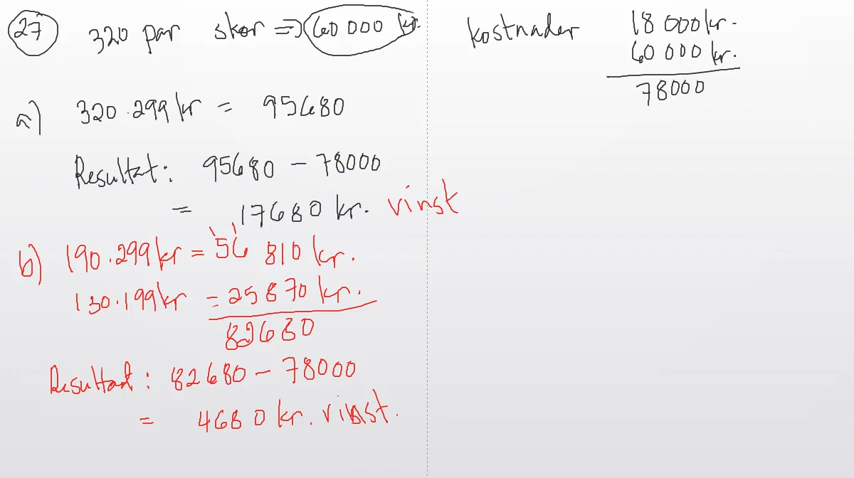 27 320 par skor => 60 000 kr.
a) 320.299 kr = 95680
Resultat: 95680 - 78000
= 17680 kr. vinst
b) 190.299 kr = 56 810 kr.
130.199 kr = 25870 kr.
82680
Resultat: 82680 - 78000
= 4680 kr. vinst.
kostnader 18 000 kr.
60 000 kr.
78000